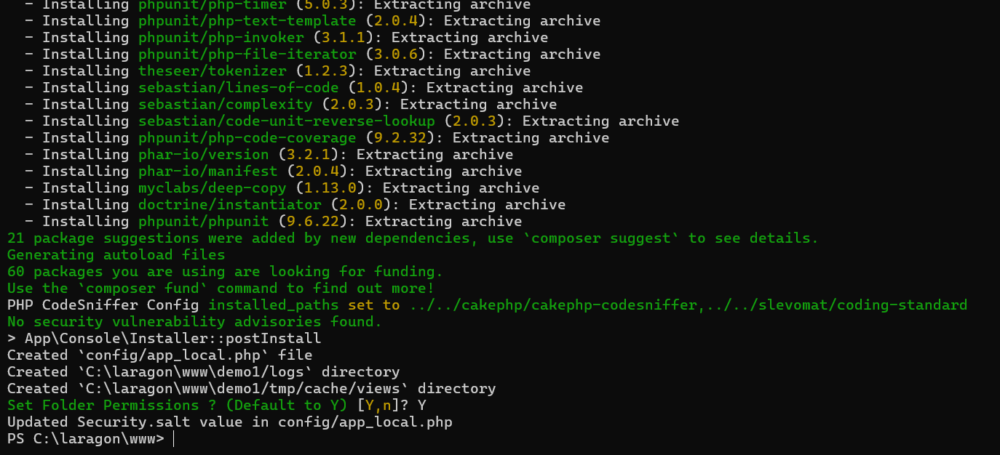 - Installing phpunit/php-timer (5.0.3): Extracting archive
- Installing phpunit/php-text-template (2.0.4): Extracting archive
- Installing phpunit/php-invoker (3.1.1): Extracting archive
- Installing phpunit/php-file-iterator (3.0.6): Extracting archive
- Installing theseer/tokenizer (1.2.3): Extracting archive
- Installing sebastian/lines-of-code (1.0.4): Extracting archive
- Installing sebastian/complexity (2.0.3): Extracting archive
- Installing sebastian/code-unit-reverse-lookup (2.0.3): Extracting archive
- Installing phpunit/php-code-coverage (9.2.32): Extracting archive
- Installing phar-io/version (3.2.1): Extracting archive
- Installing phar-io/manifest (2.0.4): Extracting archive
- Installing myclabs/deep-copy (1.13.0): Extracting archive
- Installing doctrine/instantiator (2.0.0): Extracting archive
- Installing phpunit/phpunit (9.6.22): Extracting archive
21 package suggestions were added by new dependencies, use `composer suggest` to see details.
Generating autoload files
60 packages you are using are looking for funding.
Use the `composer fund` command to find out more!
PHP CodeSniffer Config installed_paths set to ../../cakephp/cakephp-codesniffer,../../slevomat/coding-standard
No security vulnerability advisories found.
> App\Console\Installer::postInstall
Created `config/app_local.php` file
Created `C:\laragon\www\demo1/logs` directory
Created `C:\laragon\www\demo1/tmp/cache/views` directory
Set Folder Permissions ? (Default to Y) [Y,n]? Y
Updated Security.salt value in config/app_local.php
PS C:\laragon\www>